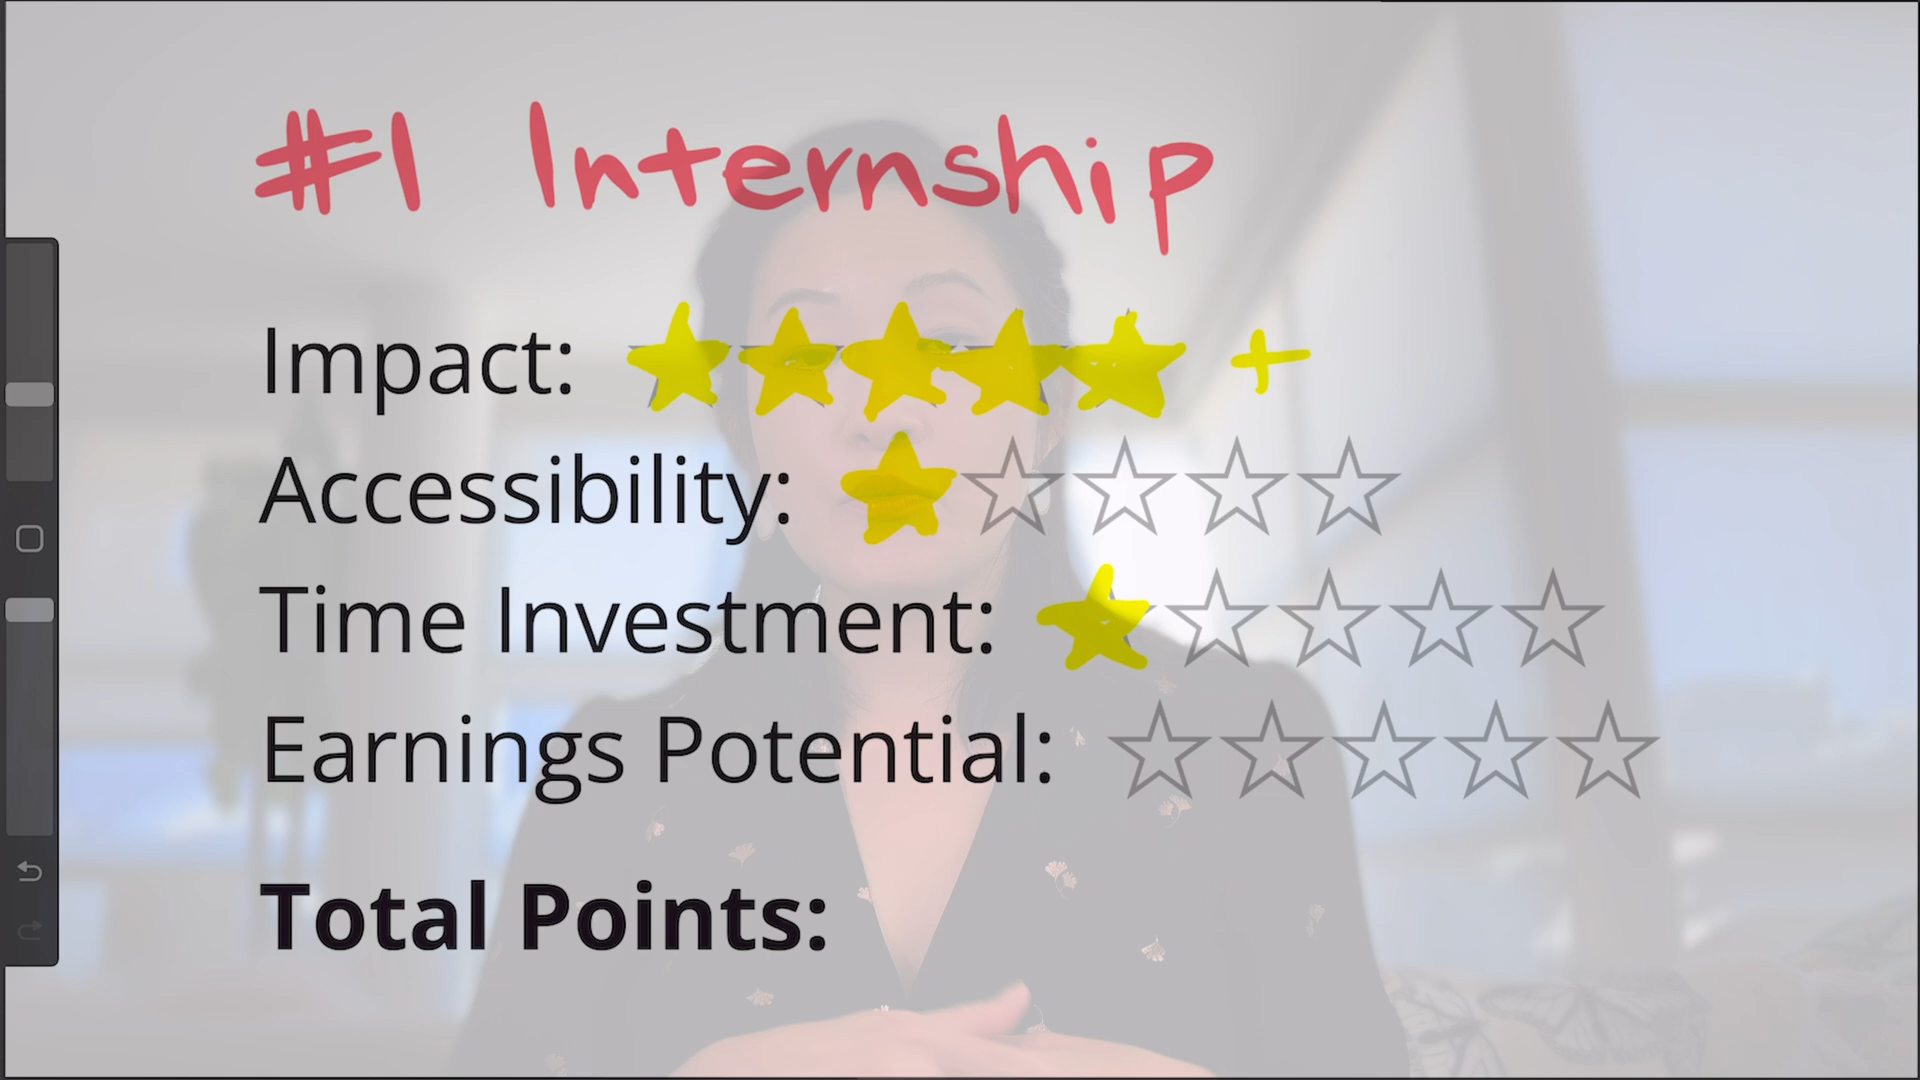 #1 Internship
Impact: +
Accessibility:
Time Investment:
Earnings Potential:
Total Points: